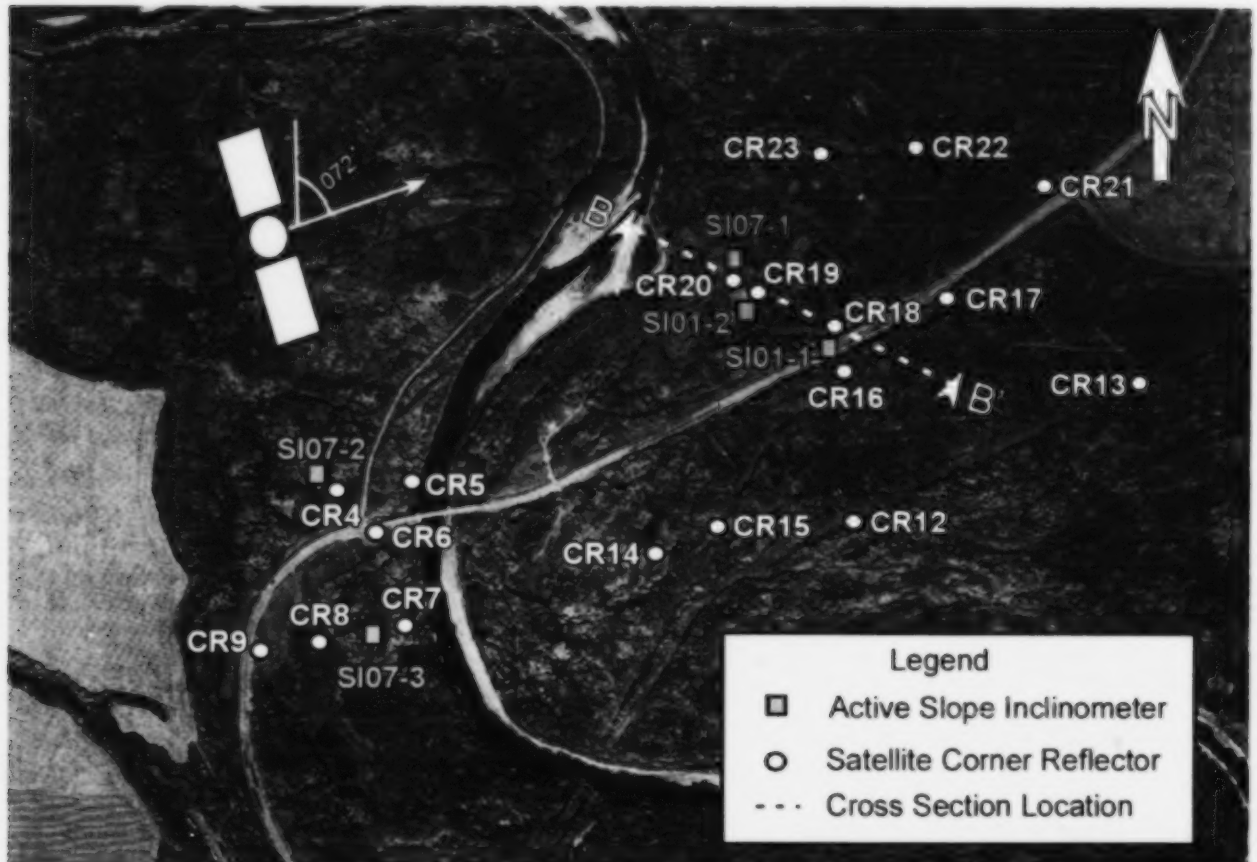 N
072°
CR23
CR22
CR21
B
SI07-1
CR19
CR20
CR17
CR18
SI01-2
SI01-1
CR16
CR13
B'
SI07-2
CR5
CR4
CR6
CR15
CR12
CR14
CR7
CR8
CR9
SI07-3
Legend
Active Slope Inclinometer
Satellite Corner Reflector
Cross Section Location